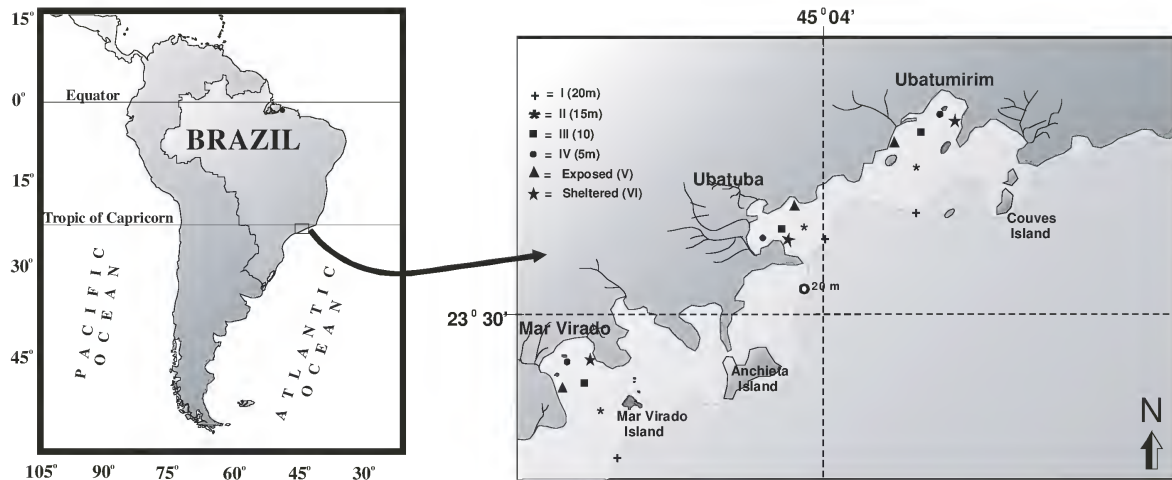 15°
0°
15°
30°
45°
105° 90° 75° 60° 45° 30°
Equator
BRAZIL
Tropic of Capricorn
PACIFIC
OCEAN
ATLANTIC
OCEAN
45°04'
23°30'
+ = I (20m)
* = II (15m)
■ = III (10)
● = IV (5m)
▲ = Exposed (V)
★ = Sheltered (VI)
Ubatumirim
Ubatuba
Couves
Island
20 m
Mar Virado
Anchieta
Island
Mar Virado
Island
N